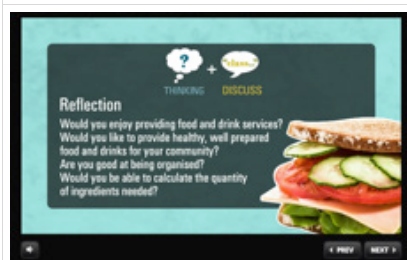 ?
THINKING
+
DISCUSS
Reflection
Would you enjoy providing food and drink services?
Would you like to provide healthy, well prepared
food and drinks for your community?
Are you good at being organised?
Would you be able to calculate the quantity
of ingredients needed?
PREV
NEXT